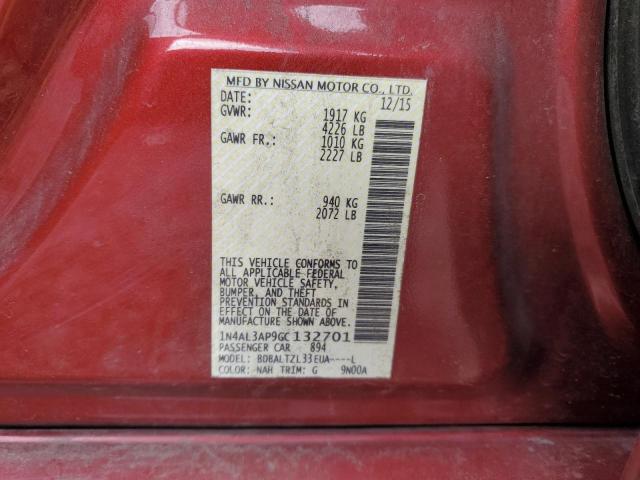 MFD BY NISSAN MOTOR CO., LTD.
DATE: 12/15
GVWR: 1917 KG
4226 LB
GAWR FR.: 1010 KG
2227 LB
GAWR RR.: 940 KG
2072 LB
THIS VEHICLE CONFORMS TO
ALL APPLICABLE FEDERAL
MOTOR VEHICLE SAFETY,
BUMPER, AND THEFT
PREVENTION STANDARDS IN
EFFECT ON THE DATE OF
MANUFACTURE SHOWN ABOVE.
1N4AL3AP9GC132701
PASSENGER CAR 894
MODEL: BDBALTZL33EUA----L
COLOR: NAH TRIM: G 9N00A